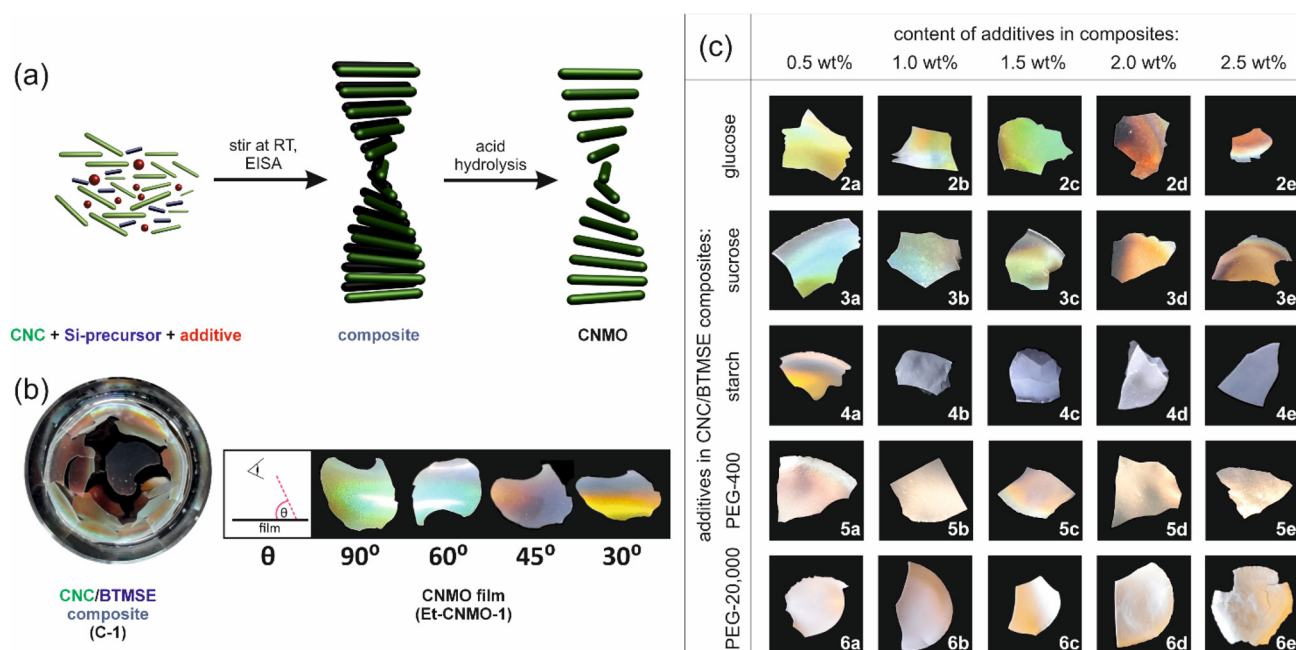 (a)
stir at RT,
EISA
acid
hydrolysis
CNC + Si-precursor + additive
composite
CNMO
(b)
θ
film
θ
90⁰
60⁰
45⁰
30⁰
CNC/BTMSE
composite
(C-1)
CNMO film
(Et-CNMO-1)
(c)
content of additives in composites:
0.5 wt%
1.0 wt%
1.5 wt%
2.0 wt%
2.5 wt%
additives in CNC/BTMSE composites:
glucose
2a
2b
2c
2d
2e
sucrose
3a
3b
3c
3d
3e
starch
4a
4b
4c
4d
4e
PEG-400
5a
5b
5c
5d
5e
PEG-20,000
6a
6b
6c
6d
6e